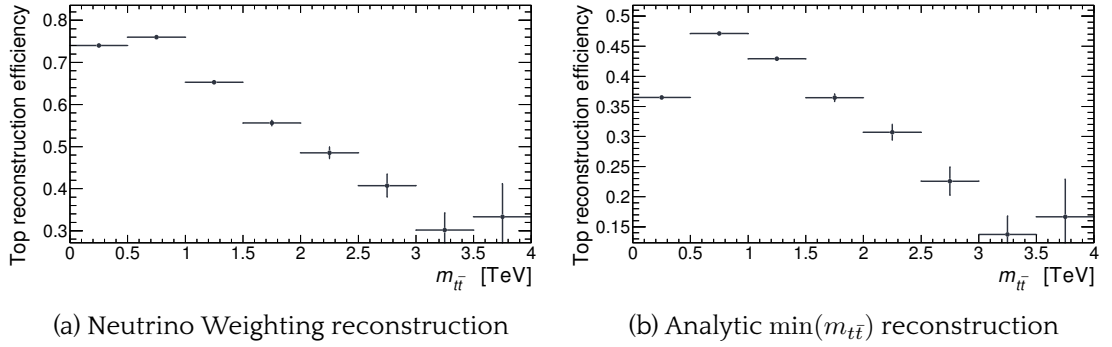 Top reconstruction efficiency
0.8
0.7
0.6
0.5
0.4
0.3
0 0.5 1 1.5 2 2.5 3 3.5 4
m_{t\bar{t}} [TeV]
(a) Neutrino Weighting reconstruction
Top reconstruction efficiency
0.5
0.45
0.4
0.35
0.3
0.25
0.2
0.15
0 0.5 1 1.5 2 2.5 3 3.5 4
m_{t\bar{t}} [TeV]
(b) Analytic min(m_{t\bar{t}}) reconstruction